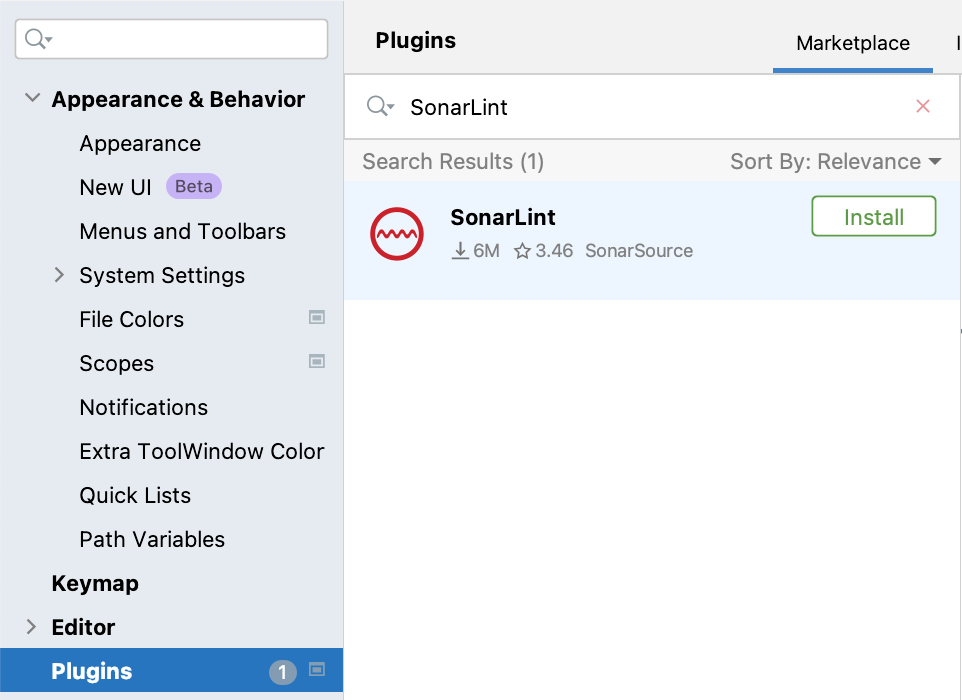 Appearance & Behavior
Appearance
New UI Beta
Menus and Toolbars
System Settings
File Colors
Scopes
Notifications
Extra ToolWindow Color
Quick Lists
Path Variables
Keymap
Editor
Plugins 1
Plugins
Marketplace
SonarLint
Search Results (1) Sort By: Relevance
SonarLint Install
6M 3.46 SonarSource